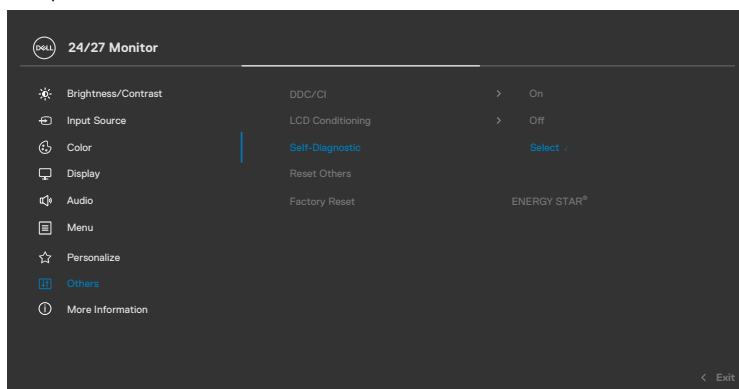 DELL
24/27 Monitor
Brightness/Contrast
DDC/CI > On
Input Source
LCD Conditioning > Off
Color
Self-Diagnostic Select ✓
Display
Reset Others
Audio
Factory Reset ENERGY STAR®
Menu
Personalize
Others
More Information
< Exit